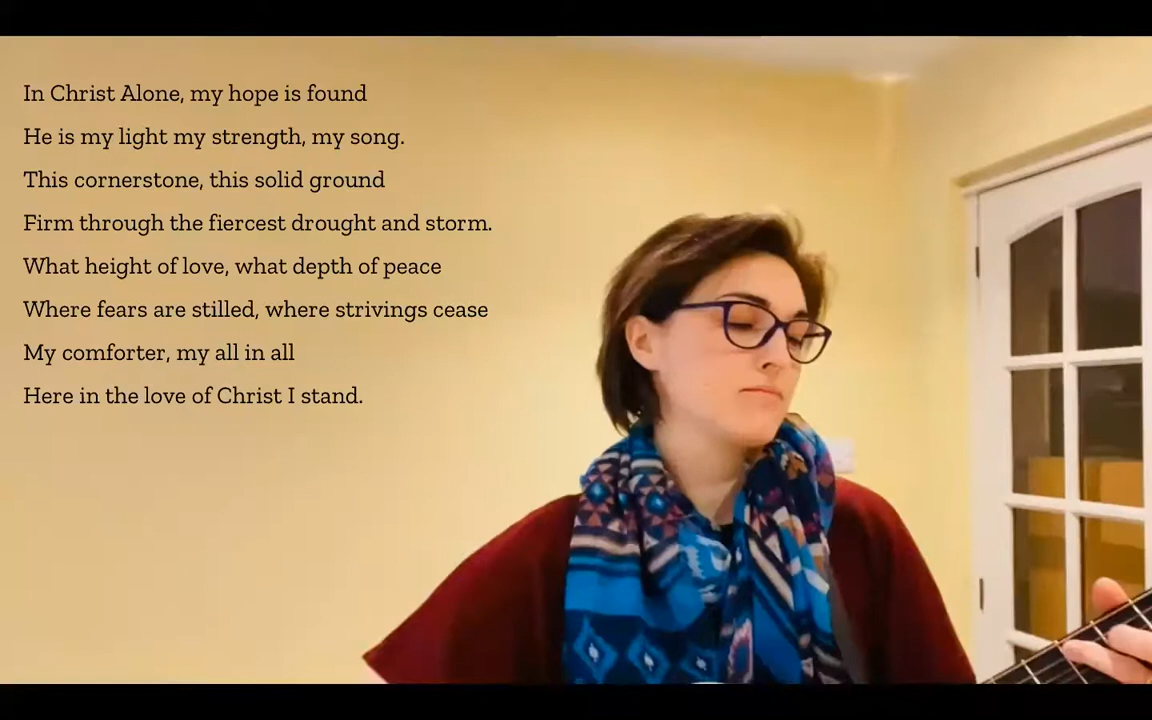 In Christ Alone, my hope is found
He is my light my strength, my song.
This cornerstone, this solid ground
Firm through the fiercest drought and storm.
What height of love, what depth of peace
Where fears are stilled, where strivings cease
My comforter, my all in all
Here in the love of Christ I stand.